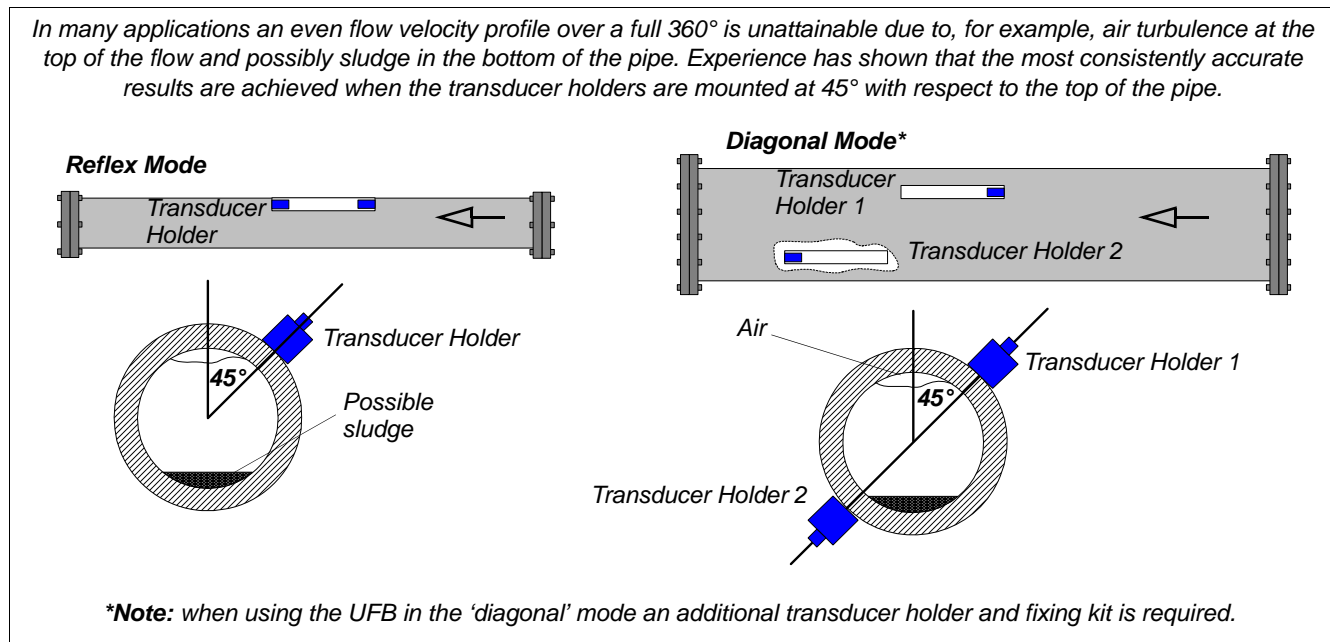 In many applications an even flow velocity profile over a full 360° is unattainable due to, for example, air turbulence at the
top of the flow and possibly sludge in the bottom of the pipe. Experience has shown that the most consistently accurate
results are achieved when the transducer holders are mounted at 45° with respect to the top of the pipe.
Reflex Mode
Transducer
Holder
Transducer Holder
45°
Possible
sludge
Diagonal Mode*
Transducer
Holder 1
Transducer Holder 2
Air
Transducer Holder 1
45°
Transducer Holder 2
*Note: when using the UFB in the ‘diagonal’ mode an additional transducer holder and fixing kit is required.